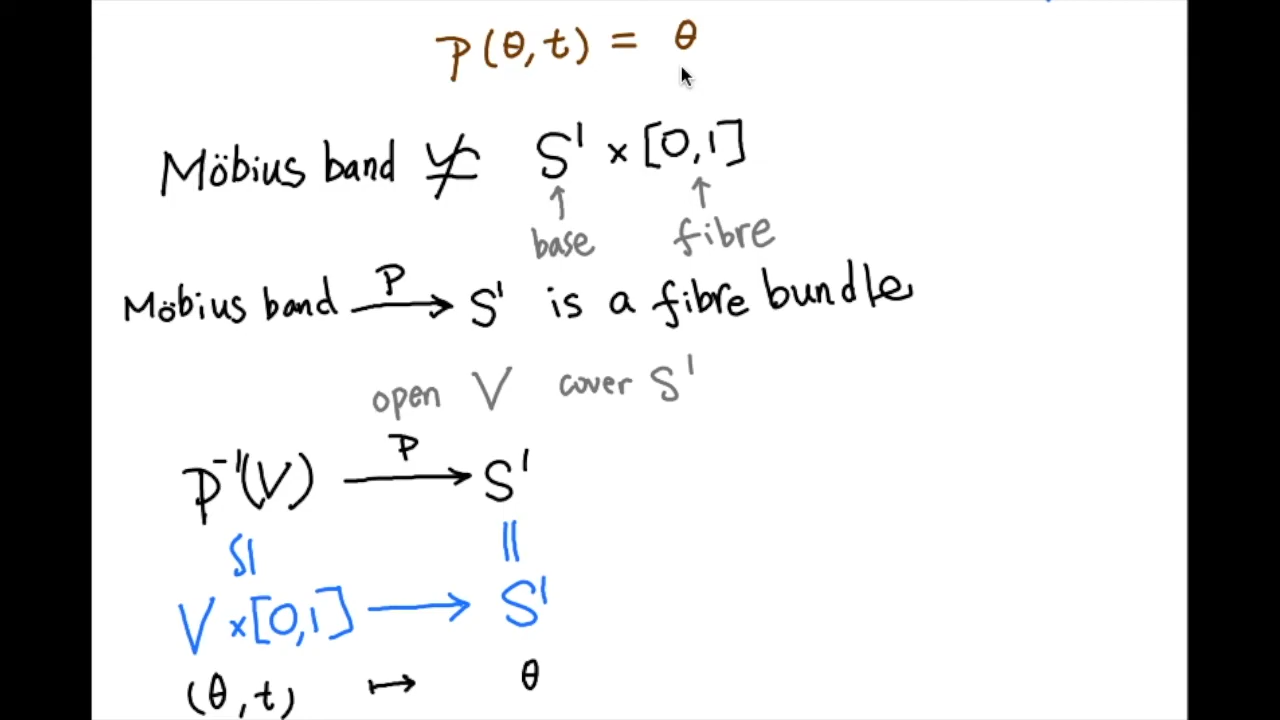 p(θ, t) = θ
Möbius band ≄ S¹ × [0,1]
↑ ↑
base fibre
p
Möbius band ⟶ S¹ is a fibre bundle
open V cover S¹
p
p⁻¹(V) ⟶ S¹
≅ =
V × [0,1] ⟶ S¹
(θ, t) ↦ θ